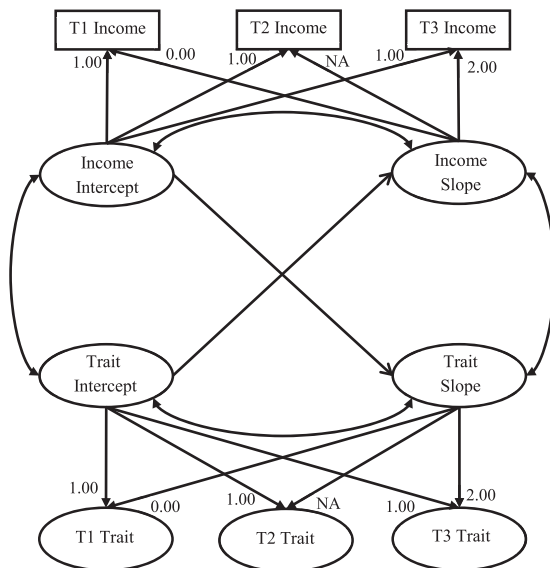 T1 Income
T2 Income
T3 Income
1.00
0.00
1.00
NA
1.00
2.00
Income
Intercept
Income
Slope
Trait
Intercept
Trait
Slope
1.00
0.00
1.00
NA
1.00
2.00
T1 Trait
T2 Trait
T3 Trait